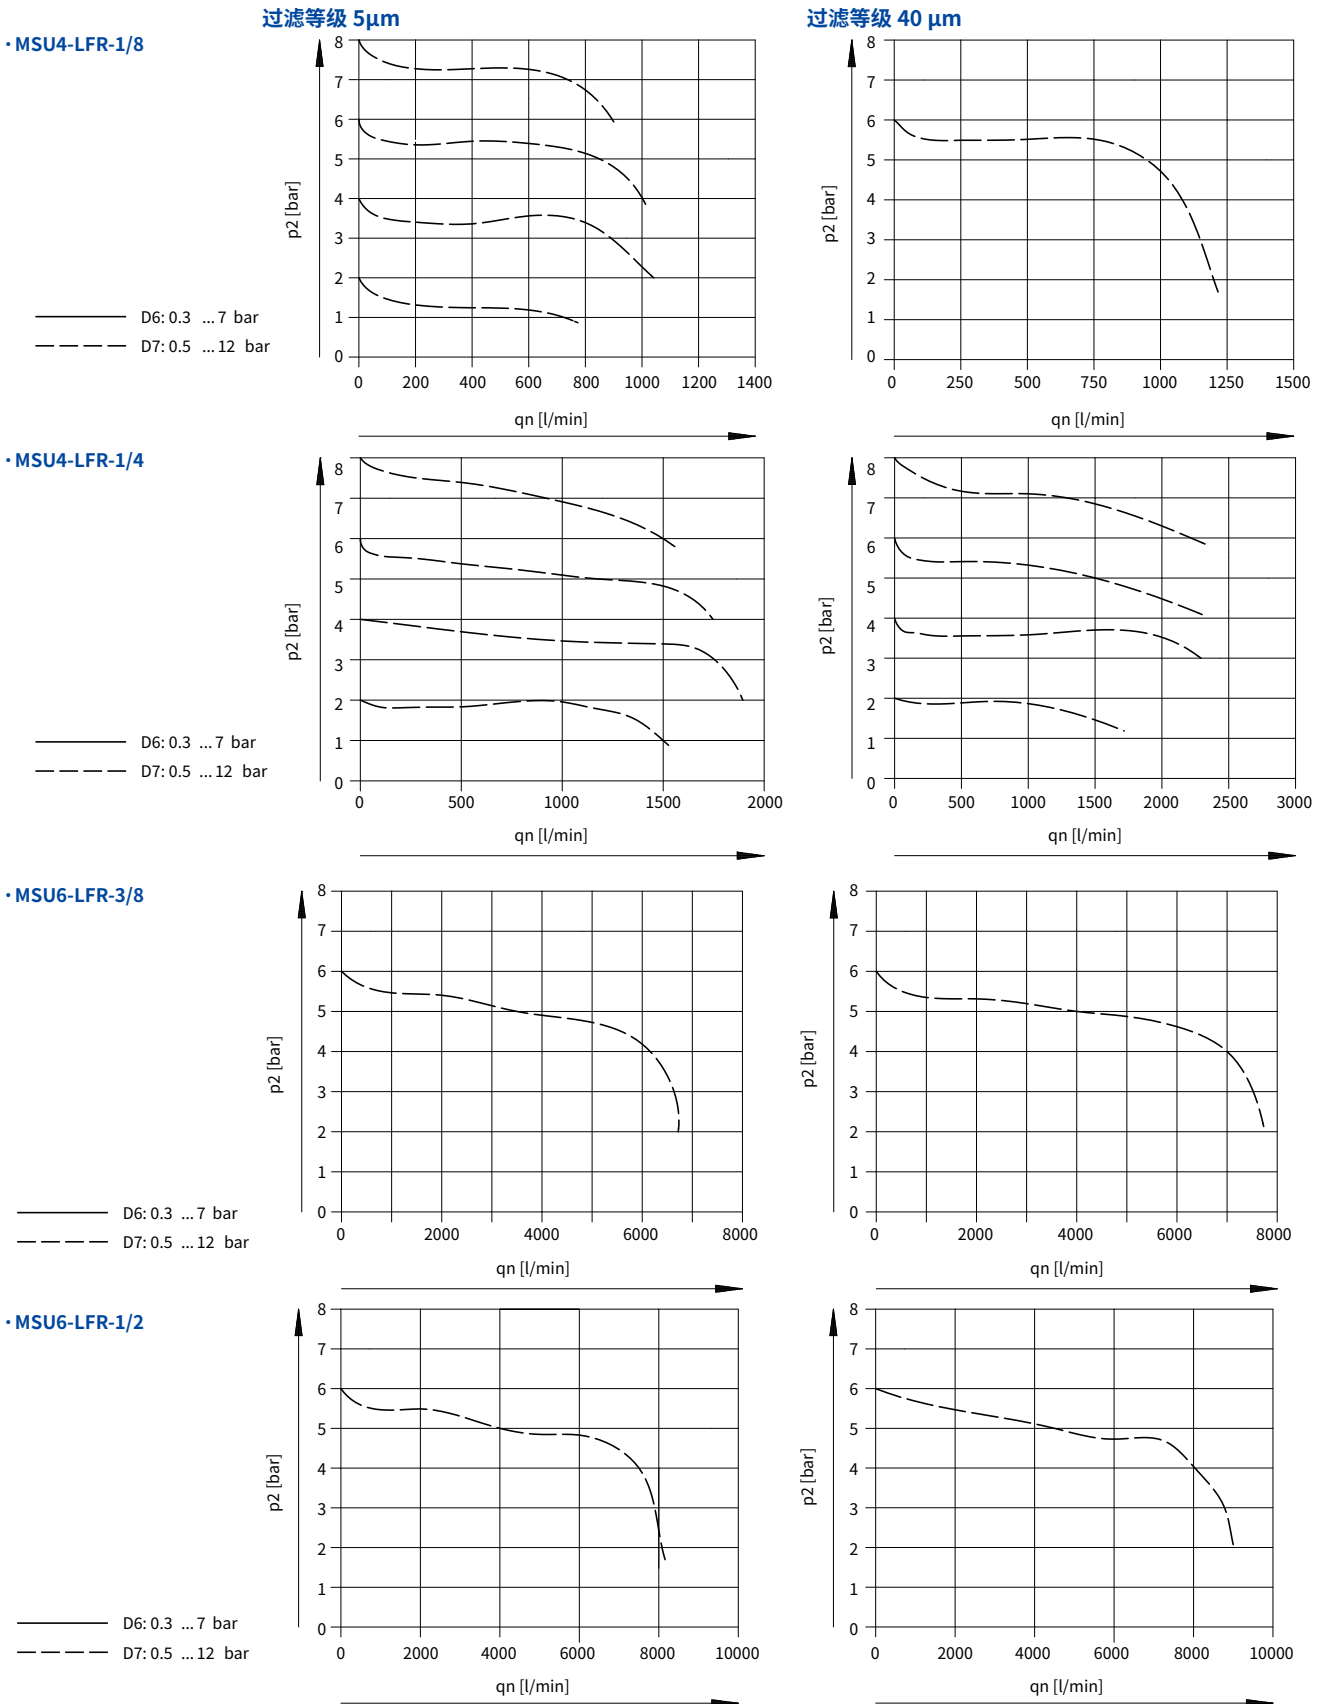 过滤等级 5μm
过滤等级 40 μm
· MSU4-LFR-1/8
8
7
6
5
4
3
2
1
0
p2 [bar]
0 200 400 600 800 1000 1200 1400
qn [l/min]
8
7
6
5
4
3
2
1
0
p2 [bar]
0 250 500 750 1000 1250 1500
qn [l/min]
D6: 0.3 ... 7 bar
D7: 0.5 ... 12 bar
· MSU4-LFR-1/4
8
7
6
5
4
3
2
1
0
p2 [bar]
0 500 1000 1500 2000
qn [l/min]
8
7
6
5
4
3
2
1
0
p2 [bar]
0 500 1000 1500 2000 2500 3000
qn [l/min]
D6: 0.3 ... 7 bar
D7: 0.5 ... 12 bar
· MSU6-LFR-3/8
8
7
6
5
4
3
2
1
0
p2 [bar]
0 2000 4000 6000 8000
qn [l/min]
8
7
6
5
4
3
2
1
0
p2 [bar]
0 2000 4000 6000 8000
qn [l/min]
D6: 0.3 ... 7 bar
D7: 0.5 ... 12 bar
· MSU6-LFR-1/2
8
7
6
5
4
3
2
1
0
p2 [bar]
0 2000 4000 6000 8000 10000
qn [l/min]
8
7
6
5
4
3
2
1
0
p2 [bar]
0 2000 4000 6000 8000 10000
qn [l/min]
D6: 0.3 ... 7 bar
D7: 0.5 ... 12 bar